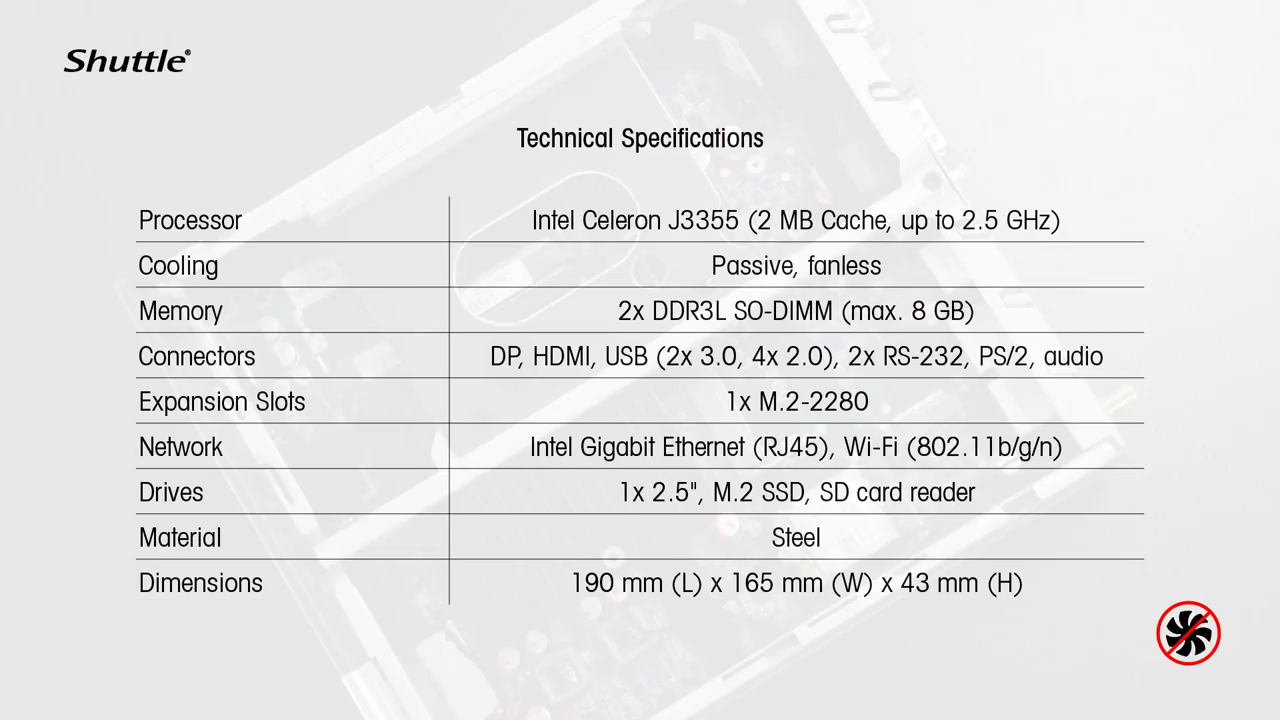 Shuttle®
Technical Specifications
Processor Intel Celeron J3355 (2 MB Cache, up to 2.5 GHz)
Cooling Passive, fanless
Memory 2x DDR3L SO-DIMM (max. 8 GB)
Connectors DP, HDMI, USB (2x 3.0, 4x 2.0), 2x RS-232, PS/2, audio
Expansion Slots 1x M.2-2280
Network Intel Gigabit Ethernet (RJ45), Wi-Fi (802.11b/g/n)
Drives 1x 2.5", M.2 SSD, SD card reader
Material Steel
Dimensions 190 mm (L) x 165 mm (W) x 43 mm (H)